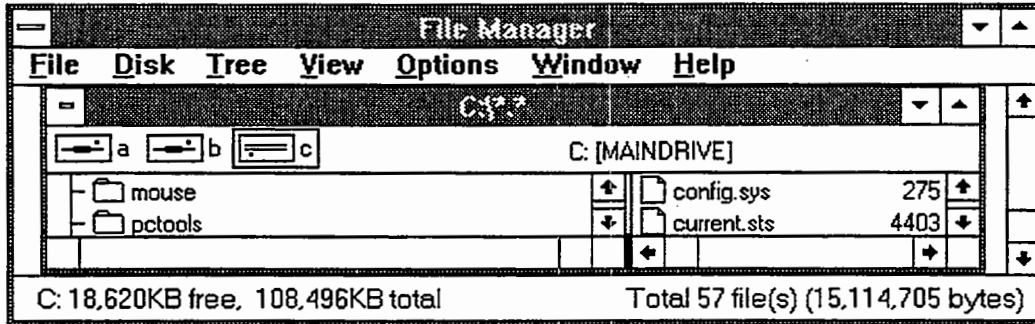 File Manager
File Disk Tree View Options Window Help
C:\*.*
a b c C: [MAINDRIVE]
mouse config.sys 275
pctools current.sts 4403
C: 18,620KB free, 108,496KB total Total 57 file(s) (15,114,705 bytes)